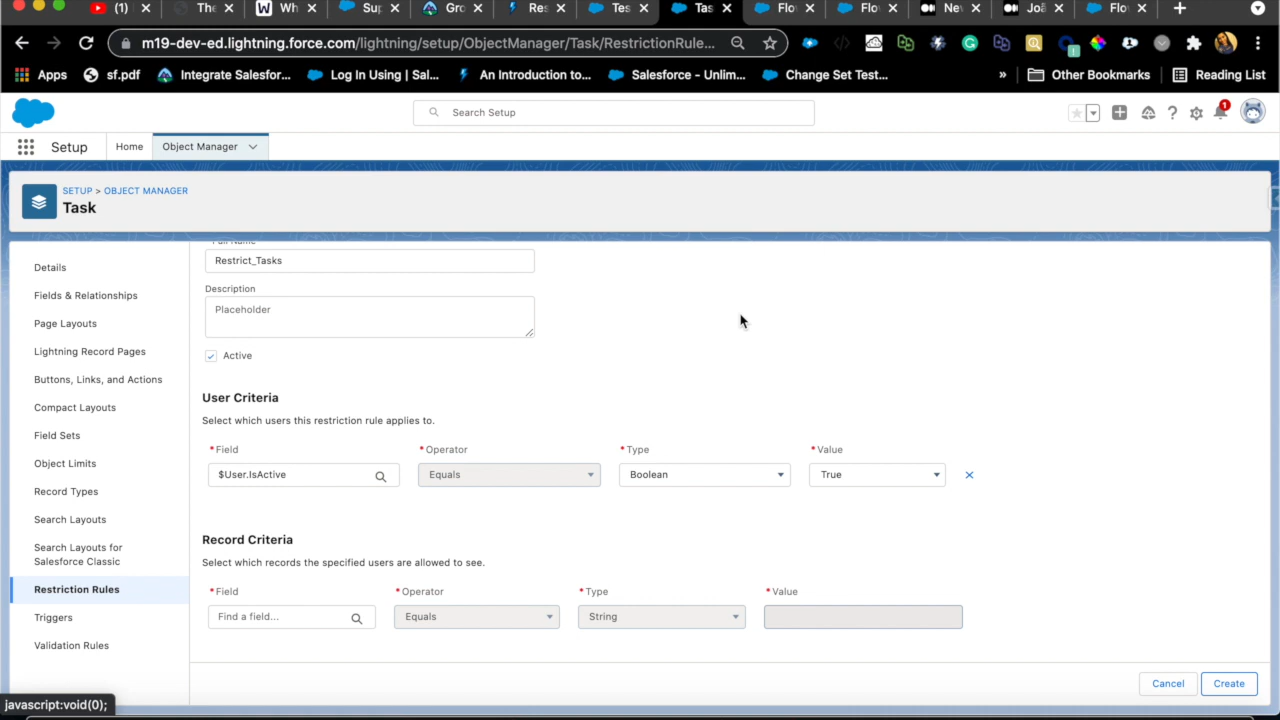 (1)
The
Wh
Sup
Gro
Res
Tes
Tas
Flo
Flo
Nev
João
Flo
m19-dev-ed.lightning.force.com/lightning/setup/ObjectManager/Task/RestrictionRule...
Apps
sf.pdf
Integrate Salesfor...
Log In Using | Sal...
An Introduction to...
Salesforce - Unlim...
Change Set Test...
»
Other Bookmarks
Reading List
Search Setup
1
Setup
Home
Object Manager
SETUP > OBJECT MANAGER
Task
Details
Fields & Relationships
Page Layouts
Lightning Record Pages
Buttons, Links, and Actions
Compact Layouts
Field Sets
Object Limits
Record Types
Search Layouts
Search Layouts for
Salesforce Classic
Restriction Rules
Triggers
Validation Rules
Full Name
Restrict_Tasks
Description
Placeholder
Active
User Criteria
Select which users this restriction rule applies to.
*Field *Operator *Type *Value
$User.IsActive Equals Boolean True
Record Criteria
Select which records the specified users are allowed to see.
*Field *Operator *Type *Value
Find a field... Equals String
Cancel Create
javascript:void(0);